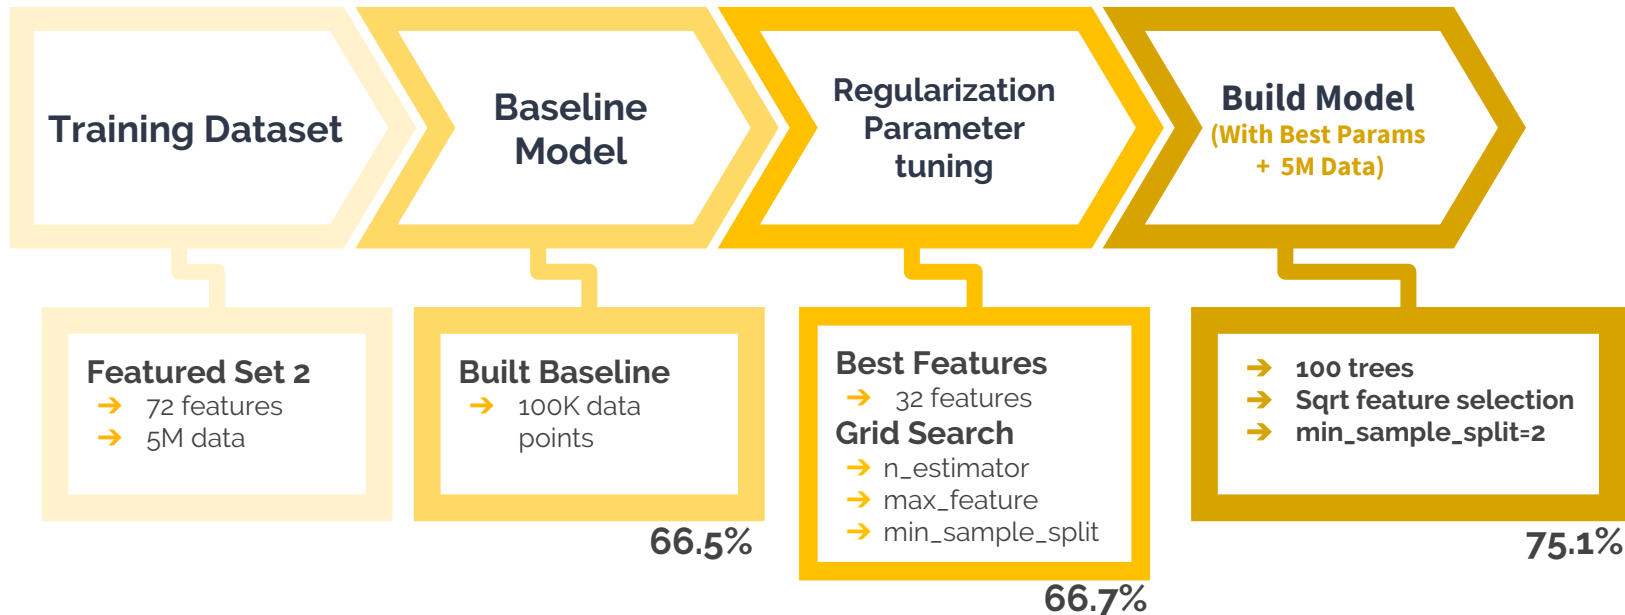 Training Dataset
Baseline
Model
Regularization
Parameter
tuning
Build Model
(With Best Params
+ 5M Data)
Featured Set 2
➔ 72 features
➔ 5M data
Built Baseline
➔ 100K data
points
66.5%
Best Features
➔ 32 features
Grid Search
➔ n_estimator
➔ max_feature
➔ min_sample_split
66.7%
➔ 100 trees
➔ Sqrt feature selection
➔ min_sample_split=2
75.1%